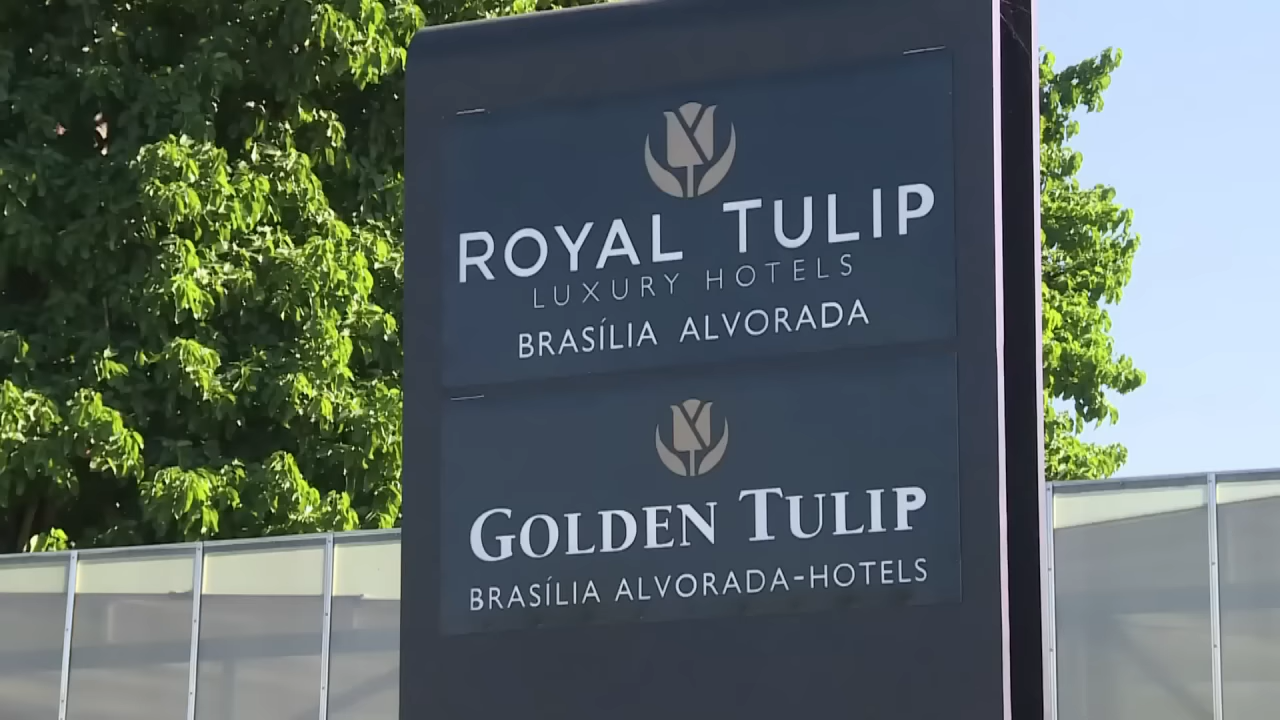 ROYAL TULIP
LUXURY HOTELS
BRASÍLIA ALVORADA
GOLDEN TULIP
BRASÍLIA ALVORADA-HOTELS